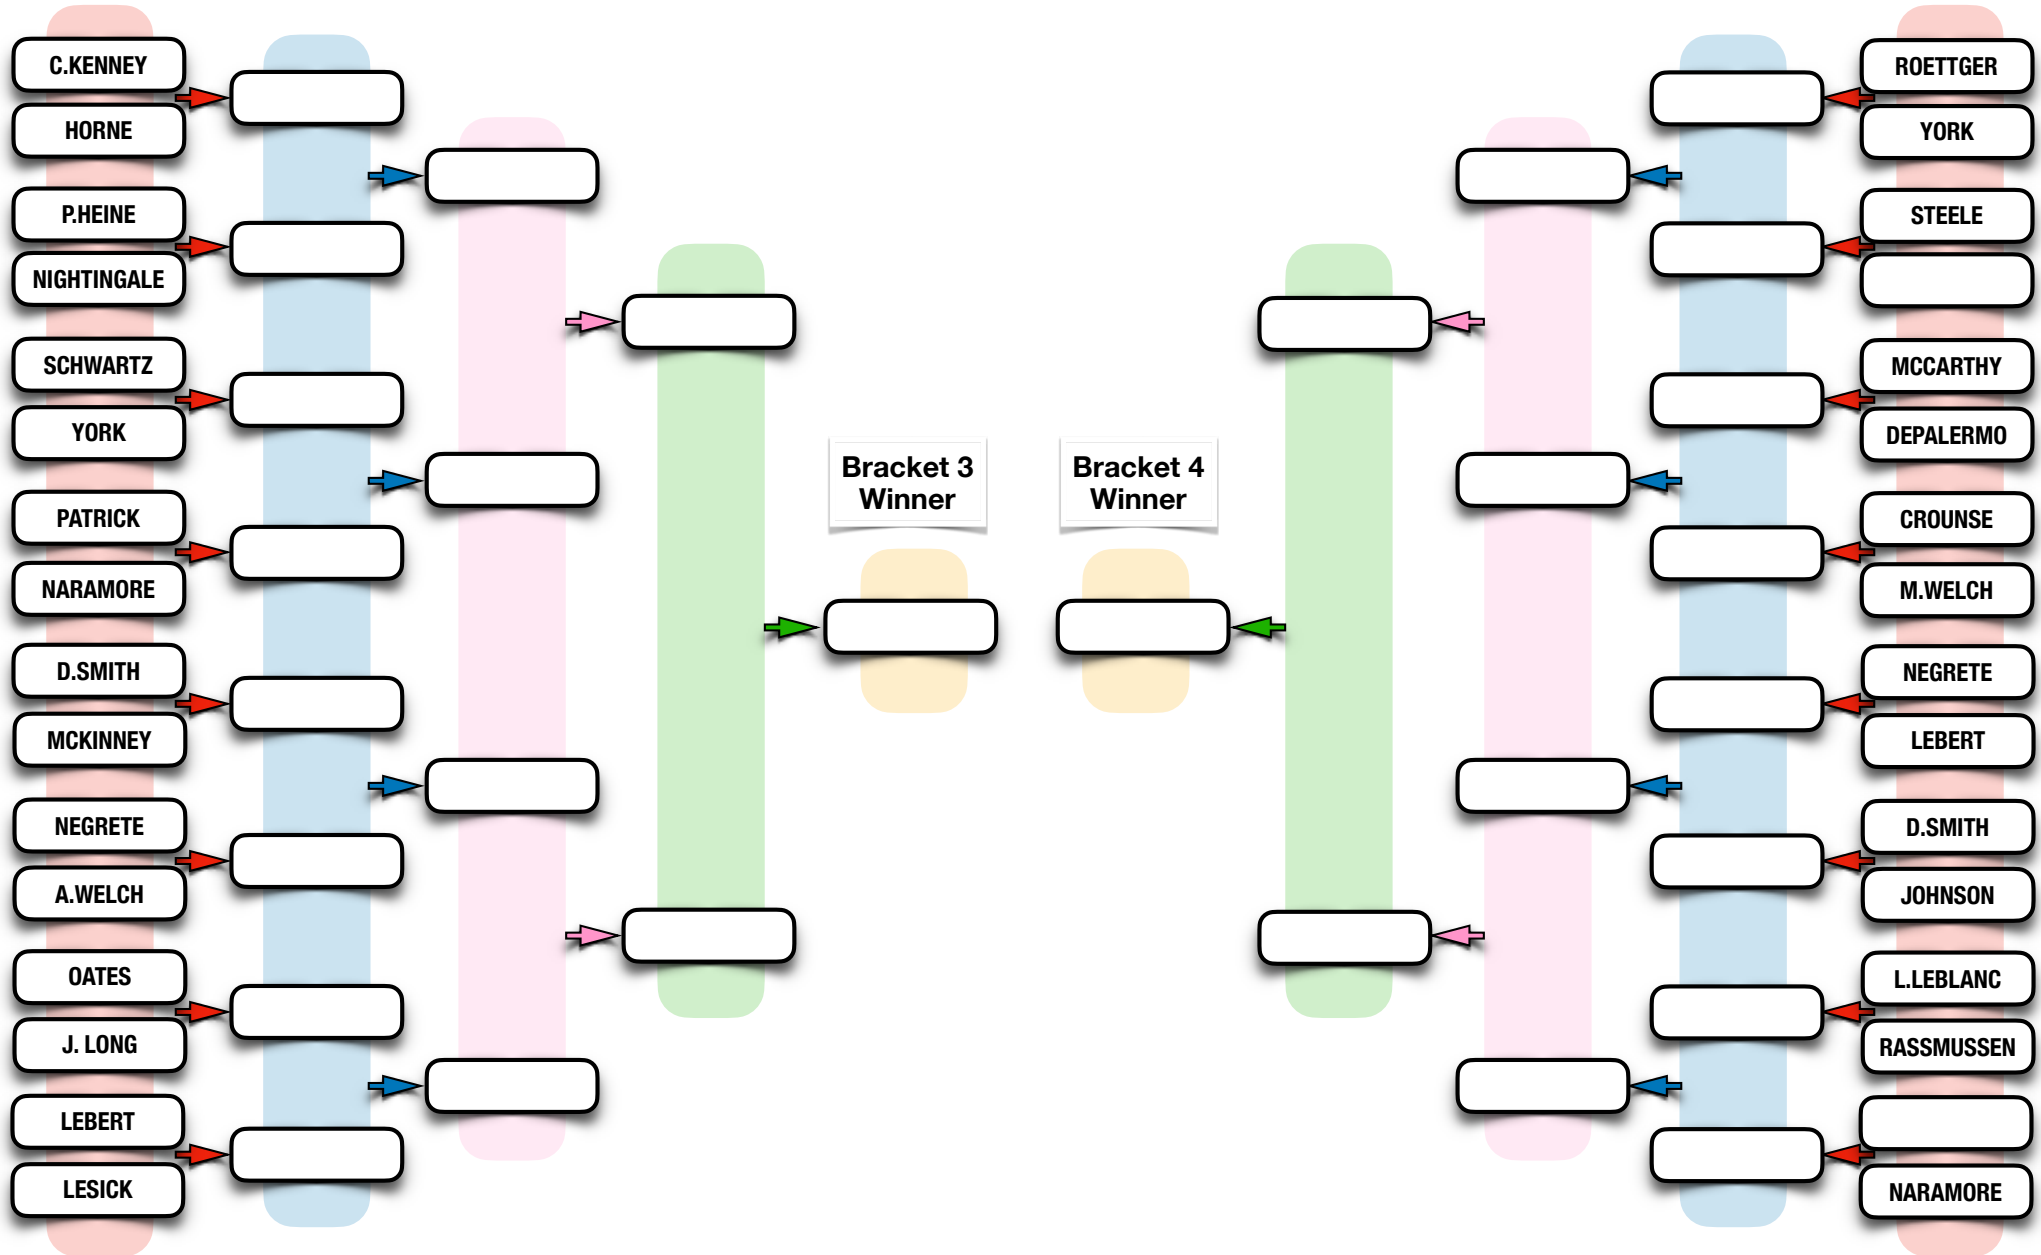 C.KENNEY
HORNE
P.HEINE
NIGHTINGALE
SCHWARTZ
YORK
PATRICK
NARAMORE
D.SMITH
MCKINNEY
NEGRETE
A.WELCH
OATES
J. LONG
LEBERT
LESICK
Bracket 3
Winner
Bracket 4
Winner
ROETTGER
YORK
STEELE
MCCARTHY
DEPALERMO
CROUNSE
M.WELCH
NEGRETE
LEBERT
D.SMITH
JOHNSON
L.LEBLANC
RASSMUSSEN
NARAMORE